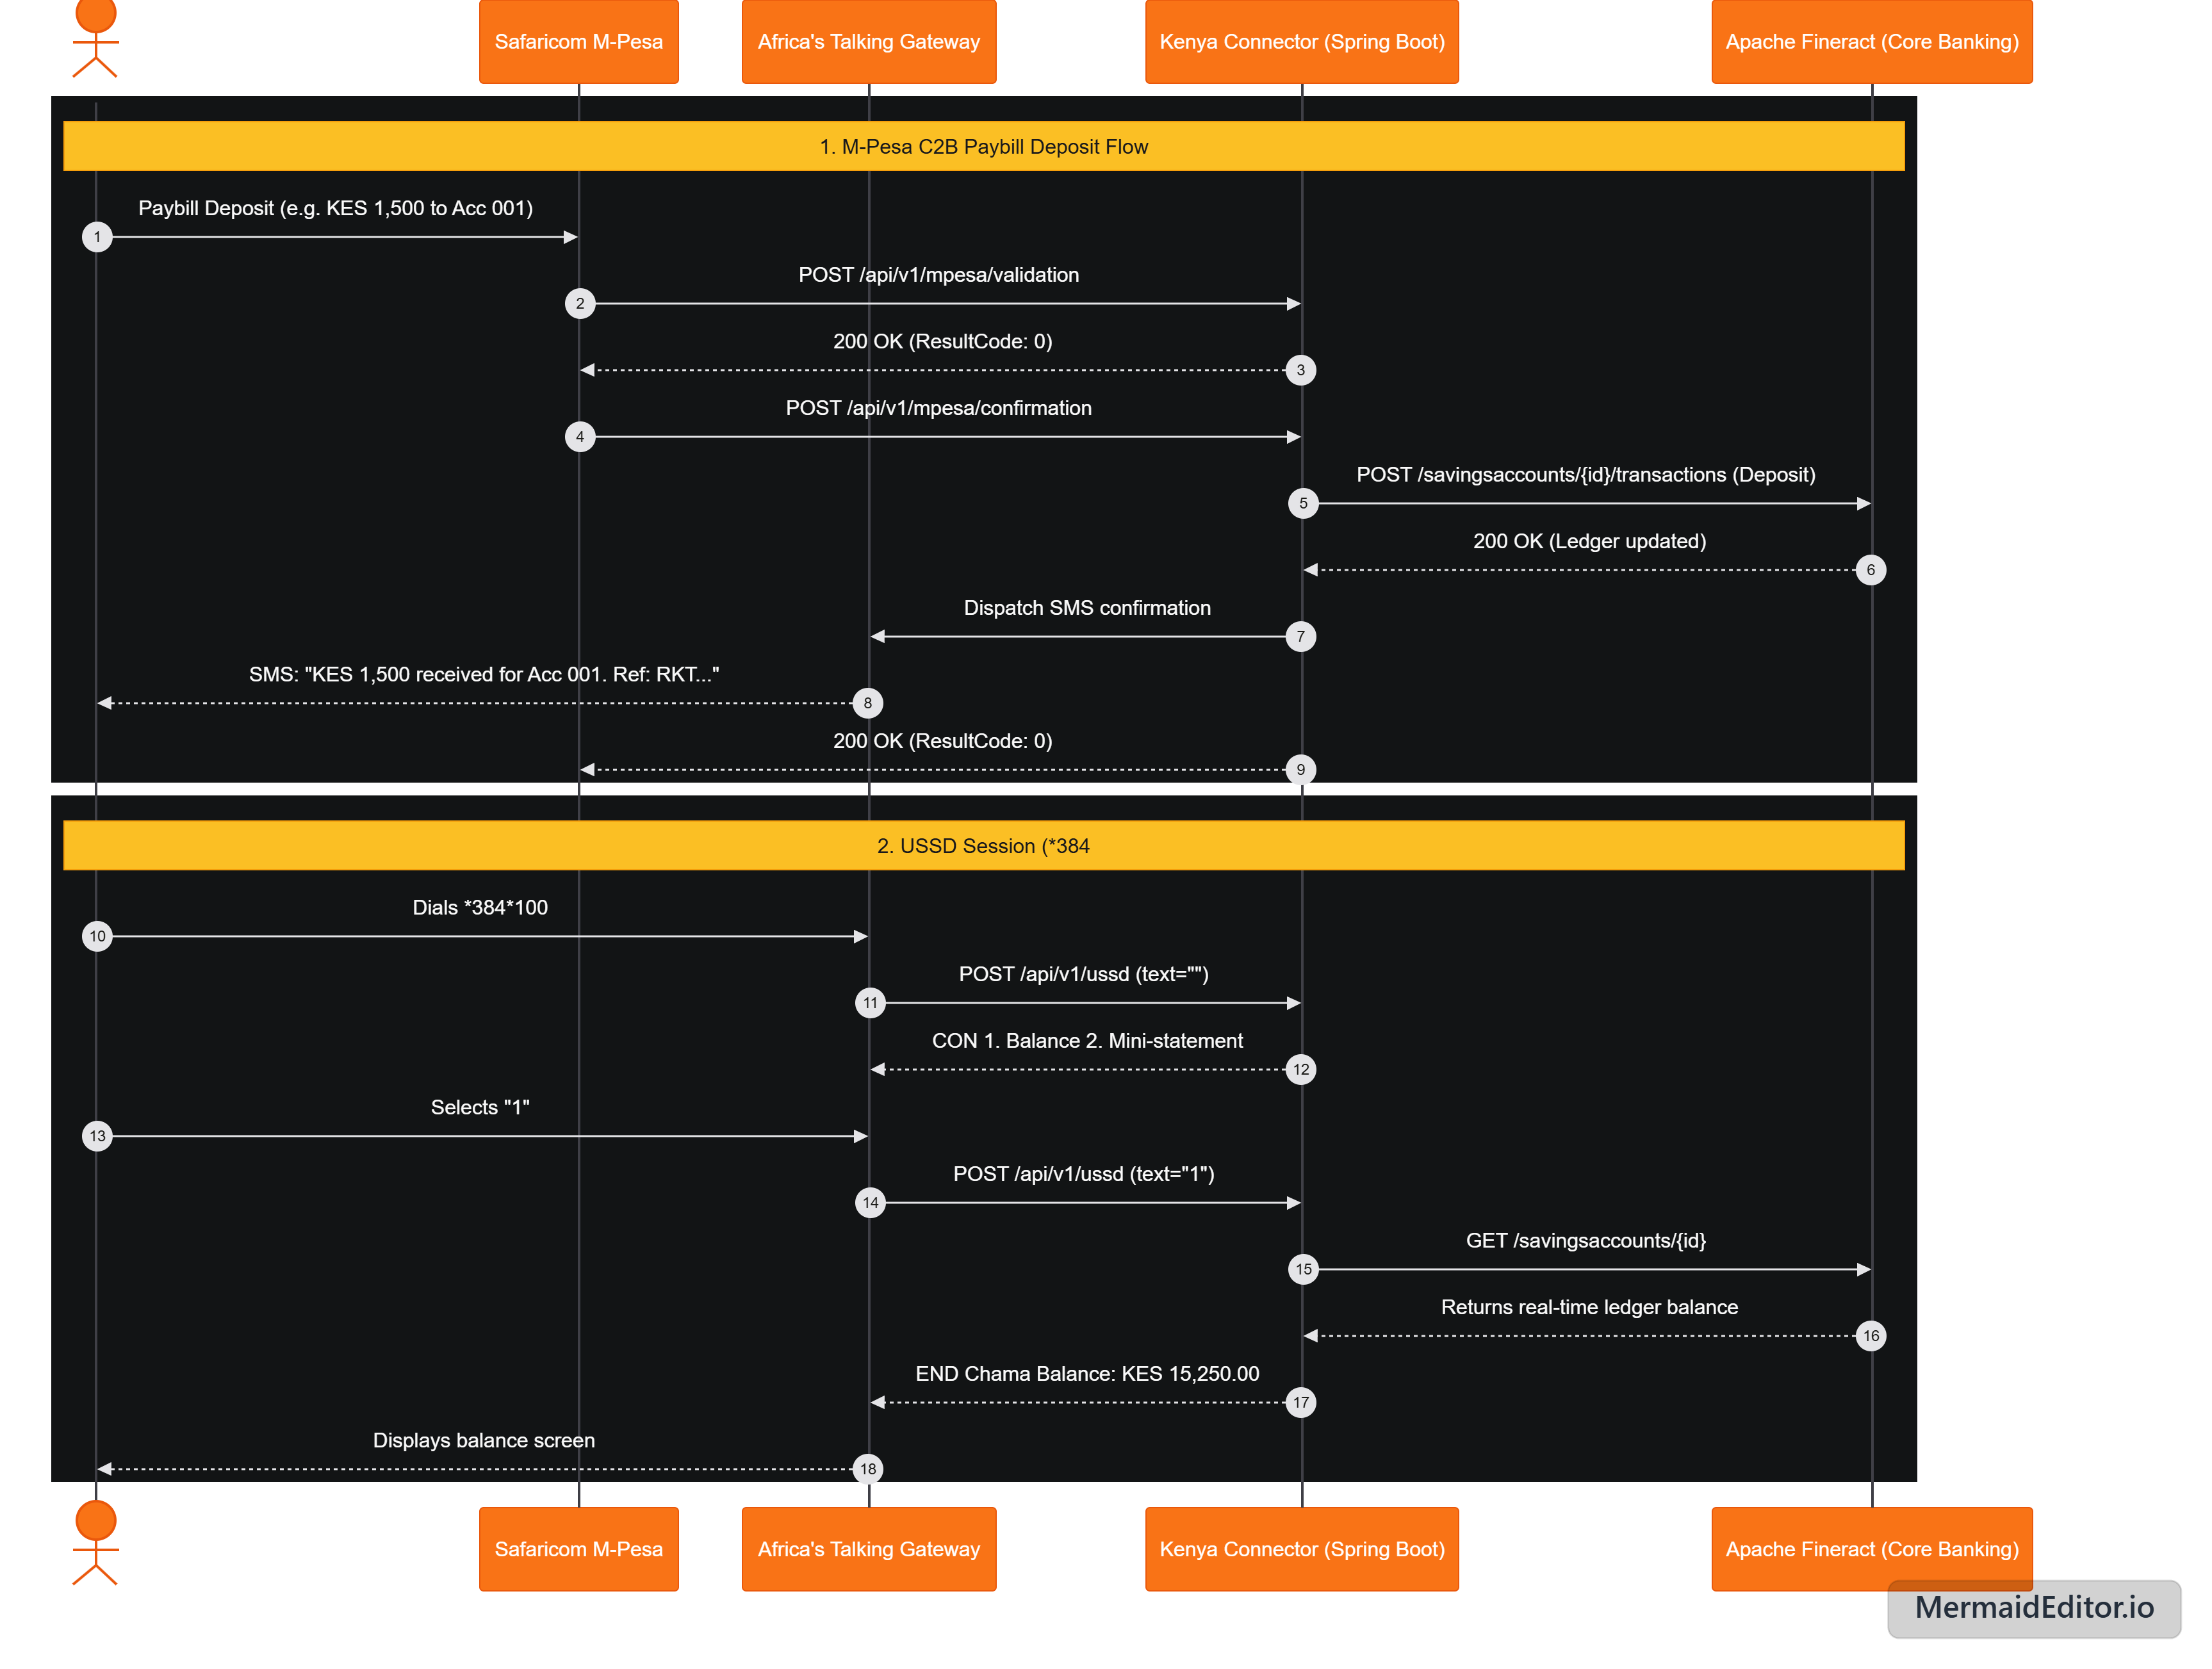 Safaricom M-Pesa
Africa's Talking Gateway
Kenya Connector (Spring Boot)
Apache Fineract (Core Banking)
1. M-Pesa C2B Paybill Deposit Flow
Paybill Deposit (e.g. KES 1,500 to Acc 001)
1
POST /api/v1/mpesa/validation
2
200 OK (ResultCode: 0)
3
POST /api/v1/mpesa/confirmation
4
POST /savingsaccounts/{id}/transactions (Deposit)
5
200 OK (Ledger updated)
6
Dispatch SMS confirmation
7
SMS: "KES 1,500 received for Acc 001. Ref: RKT..."
8
200 OK (ResultCode: 0)
9
2. USSD Session (*384
Dials *384*100
10
POST /api/v1/ussd (text="")
11
CON 1. Balance 2. Mini-statement
12
Selects "1"
13
POST /api/v1/ussd (text="1")
14
GET /savingsaccounts/{id}
15
Returns real-time ledger balance
16
END Chama Balance: KES 15,250.00
17
Displays balance screen
18
Safaricom M-Pesa
Africa's Talking Gateway
Kenya Connector (Spring Boot)
Apache Fineract (Core Banking)
MermaidEditor.io